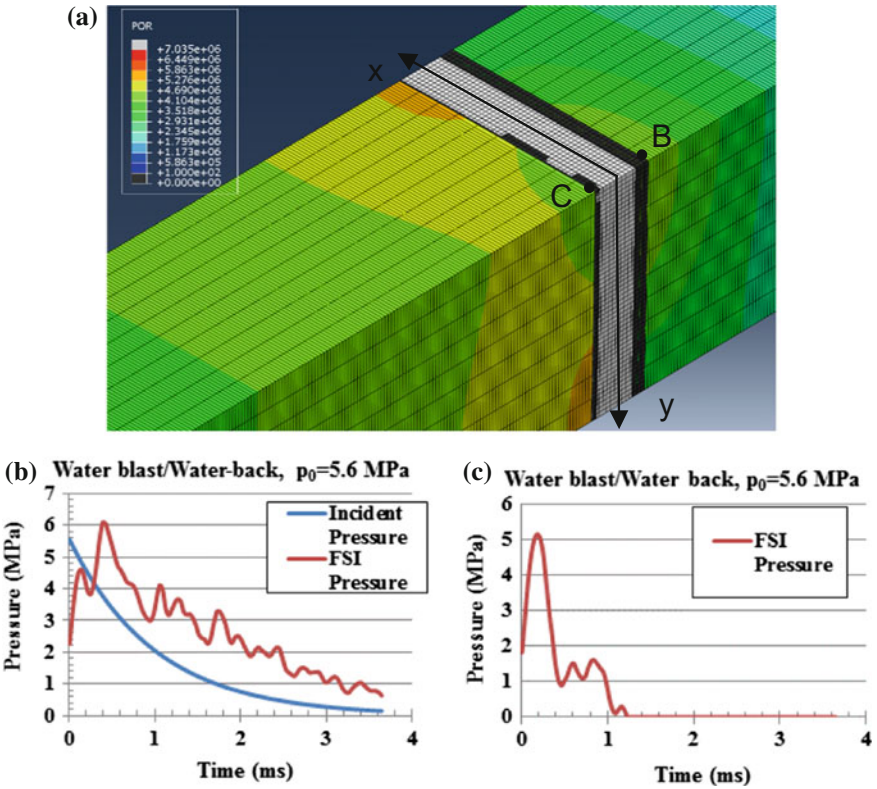 (a)
POR
+7.035e+06
+6.449e+06
+5.863e+06
+5.276e+06
+4.690e+06
+4.104e+06
+3.518e+06
+2.931e+06
+2.345e+06
+1.759e+06
+1.173e+06
+5.863e+05
+1.000e+02
+0.000e+00
x
B
C
y
(b) Water blast/Water-back, p₀=5.6 MPa
Pressure (MPa)
7
6
5
4
3
2
1
0
Incident Pressure
FSI Pressure
0 1 2 3 4
Time (ms)
(c) Water blast/Water back, p₀=5.6 MPa
Pressure (MPa)
6
5
4
3
2
1
0
FSI Pressure
0 1 2 3 4
Time (ms)